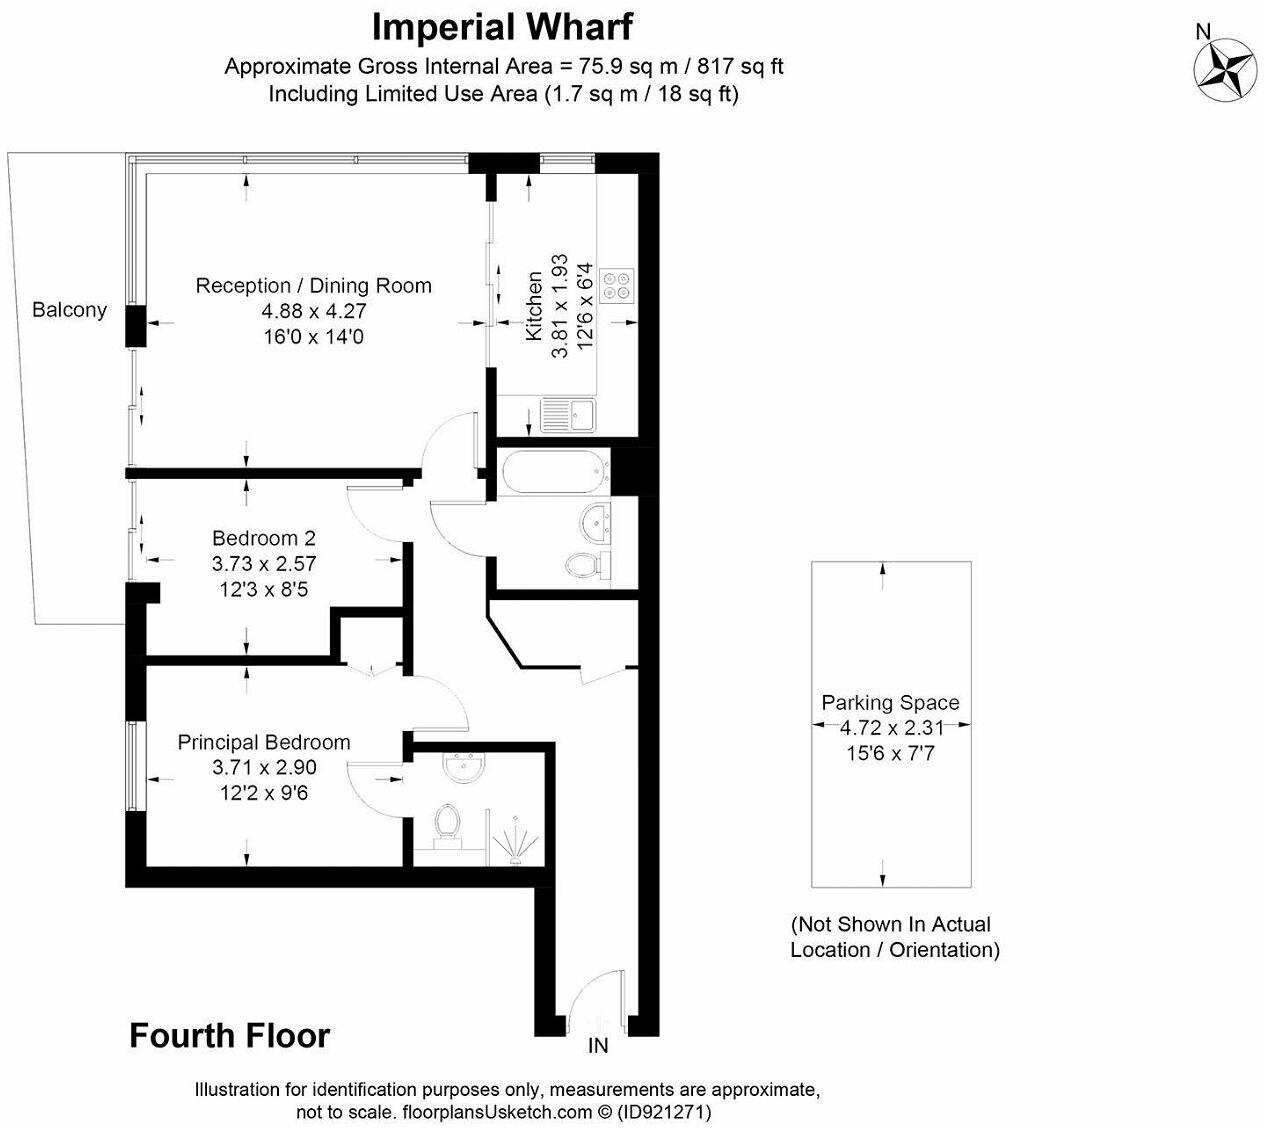 Imperial Wharf
Approximate Gross Internal Area = 75.9 sq m / 817 sq ft
Including Limited Use Area (1.7 sq m / 18 sq ft)
N
Balcony
Reception / Dining Room
4.88 x 4.27
16'0 x 14'0
Kitchen
3.81 x 1.93
12'6 x 6'4
Bedroom 2
3.73 x 2.57
12'3 x 8'5
Principal Bedroom
3.71 x 2.90
12'2 x 9'6
Parking Space
4.72 x 2.31
15'6 x 7'7
(Not Shown In Actual
Location / Orientation)
Fourth Floor
IN
Illustration for identification purposes only, measurements are approximate,
not to scale. floorplansUsketch.com © (ID921271)